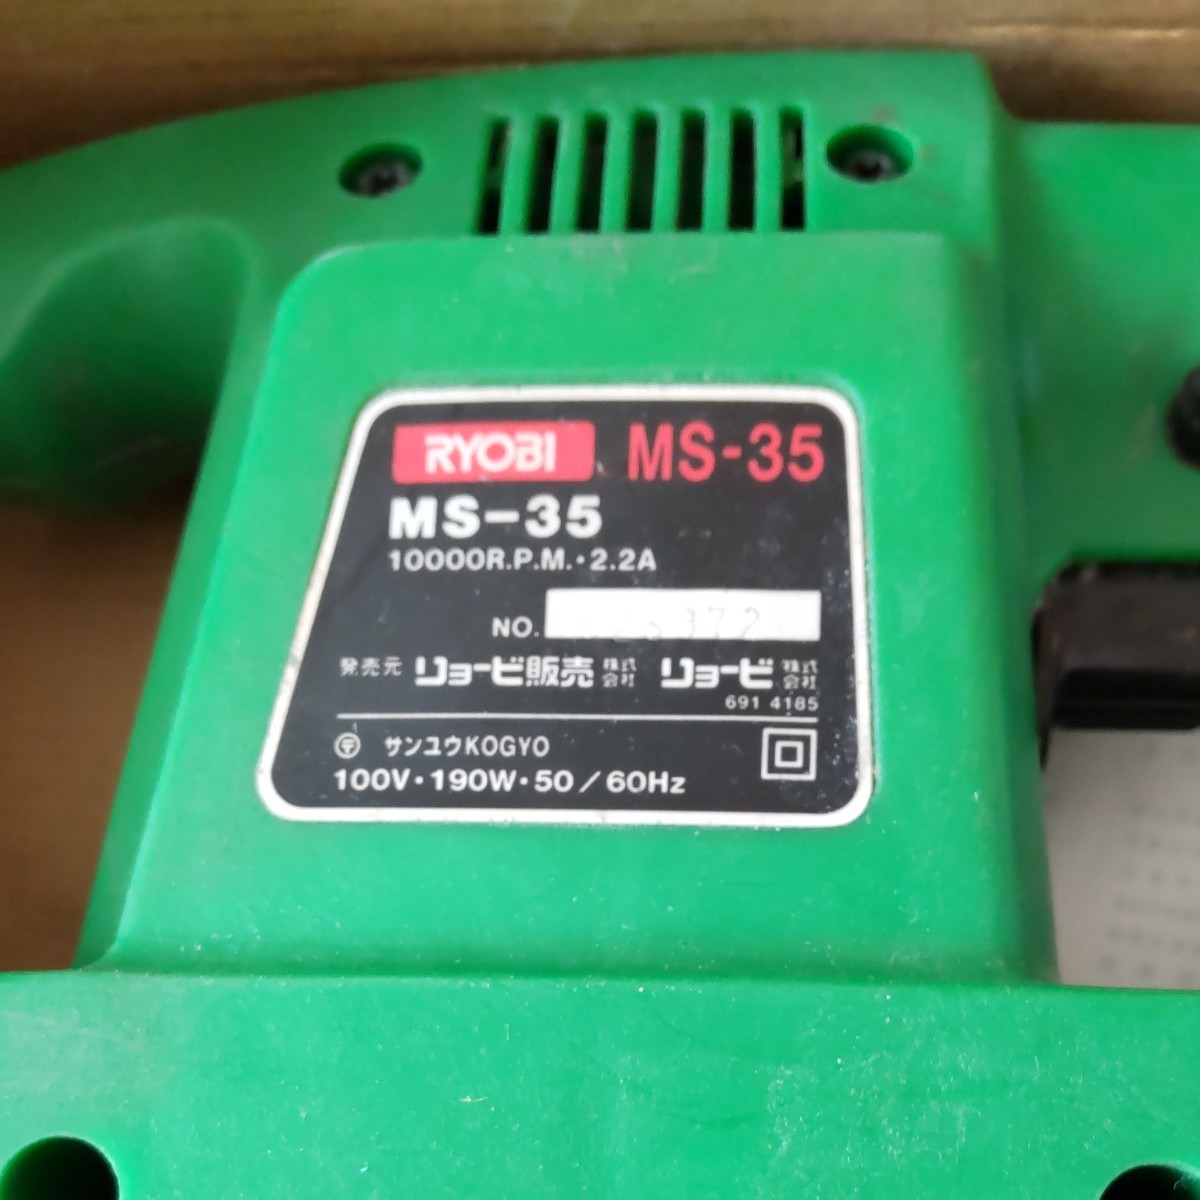 RYOBI MS-35
MS-35
10000R.P.M.・2.2A
NO.
発売元 リョービ販売 株式会社 リョービ 株式会社
691 4185
〒 サンユウKOGYO
100V・190W・50/60Hz